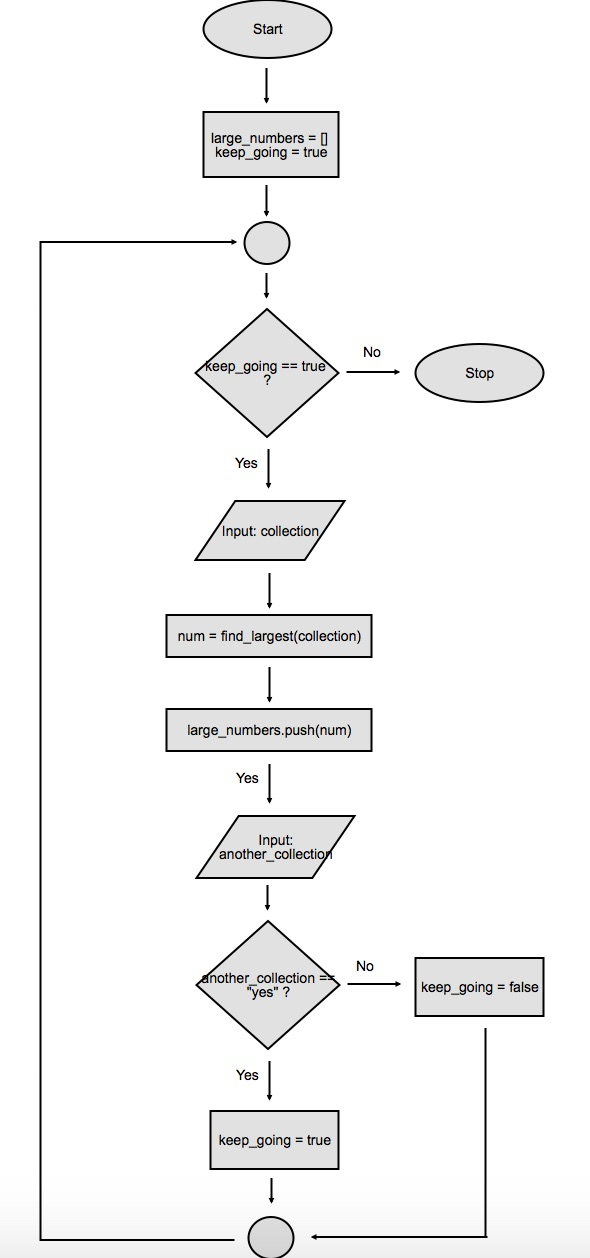 Start
large_numbers = []
keep_going = true
keep_going == true
?
No
Stop
Yes
Input: collection
num = find_largest(collection)
large_numbers.push(num)
Yes
Input:
another_collection
another_collection ==
"yes" ?
No
keep_going = false
Yes
keep_going = true